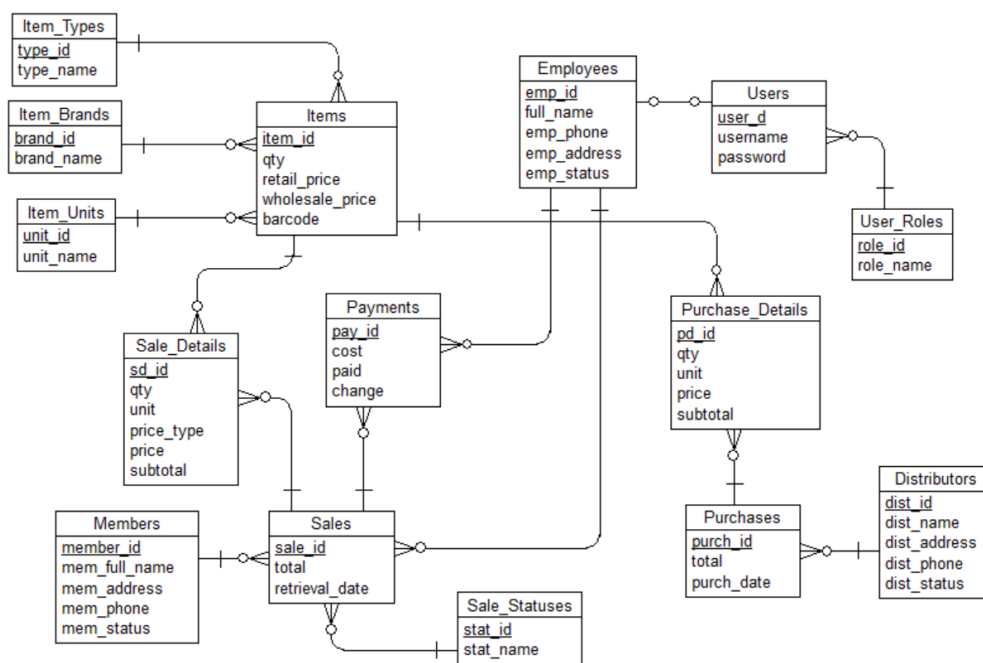 Item_Types
type_id
type_name
Item_Brands
brand_id
brand_name
Item_Units
unit_id
unit_name
Items
item_id
qty
retail_price
wholesale_price
barcode
Employees
emp_id
full_name
emp_phone
emp_address
emp_status
Users
user_d
username
password
User_Roles
role_id
role_name
Sale_Details
sd_id
qty
unit
price_type
price
subtotal
Payments
pay_id
cost
paid
change
Purchase_Details
pd_id
qty
unit
price
subtotal
Members
member_id
mem_full_name
mem_address
mem_phone
mem_status
Sales
sale_id
total
retrieval_date
Sale_Statuses
stat_id
stat_name
Purchases
purch_id
total
purch_date
Distributors
dist_id
dist_name
dist_address
dist_phone
dist_status